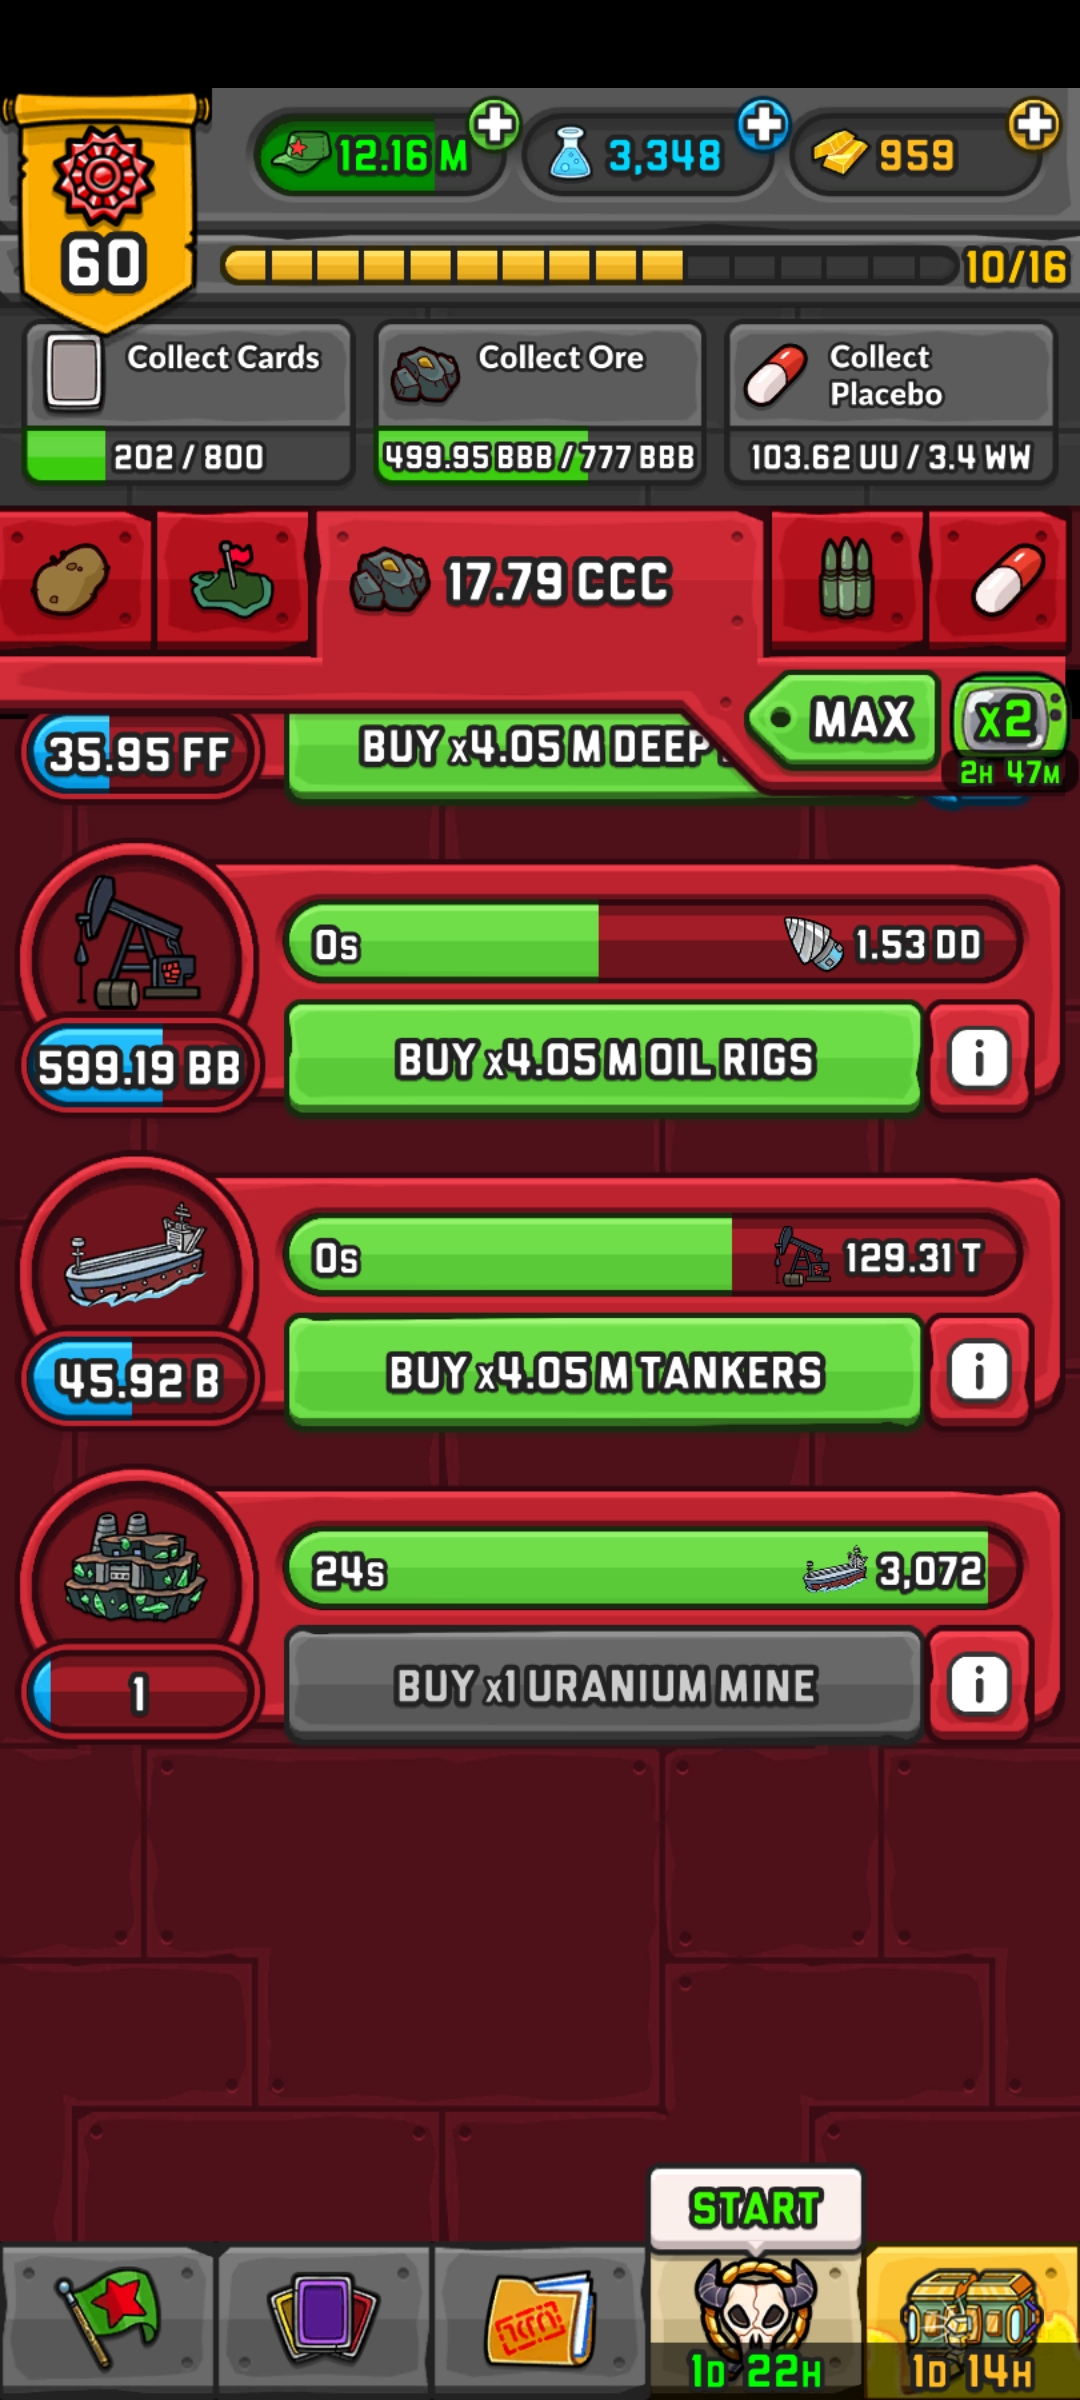 12.16 M
3,348
959
60
10/16
Collect Cards
202 / 800
Collect Ore
499.95 BBB / 777 BBB
Collect
Placebo
103.62 UU / 3.4 WW
17.79 CCC
MAX
x2
2H 47M
35.95 FF
BUY x4.05 M DEEP
0s
1.53 DD
599.19 BB
BUY x4.05 M OIL RIGS
i
0s
129.31 T
45.92 B
BUY x4.05 M TANKERS
i
24s
3,072
1
BUY x1 URANIUM MINE
i
START
1D 22H
1D 14H